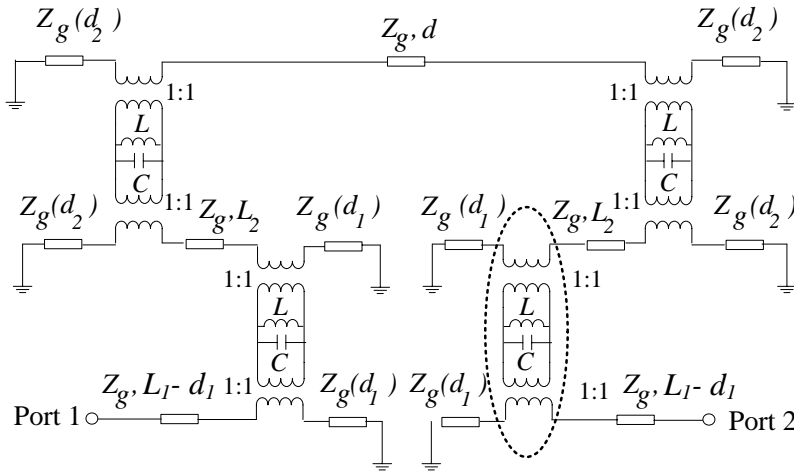 Z_g(d_2) Z_g, d Z_g(d_2)
1:1 1:1
L L
C C
Z_g(d_2) 1:1 Z_g, L_2 Z_g(d_1) Z_g(d_1) Z_g, L_2 1:1 Z_g(d_2)
1:1 1:1
L L
C C
Z_g, L_1-d_1 1:1 Z_g(d_1) Z_g(d_1) 1:1 Z_g, L_1-d_1
Port 1 Port 2